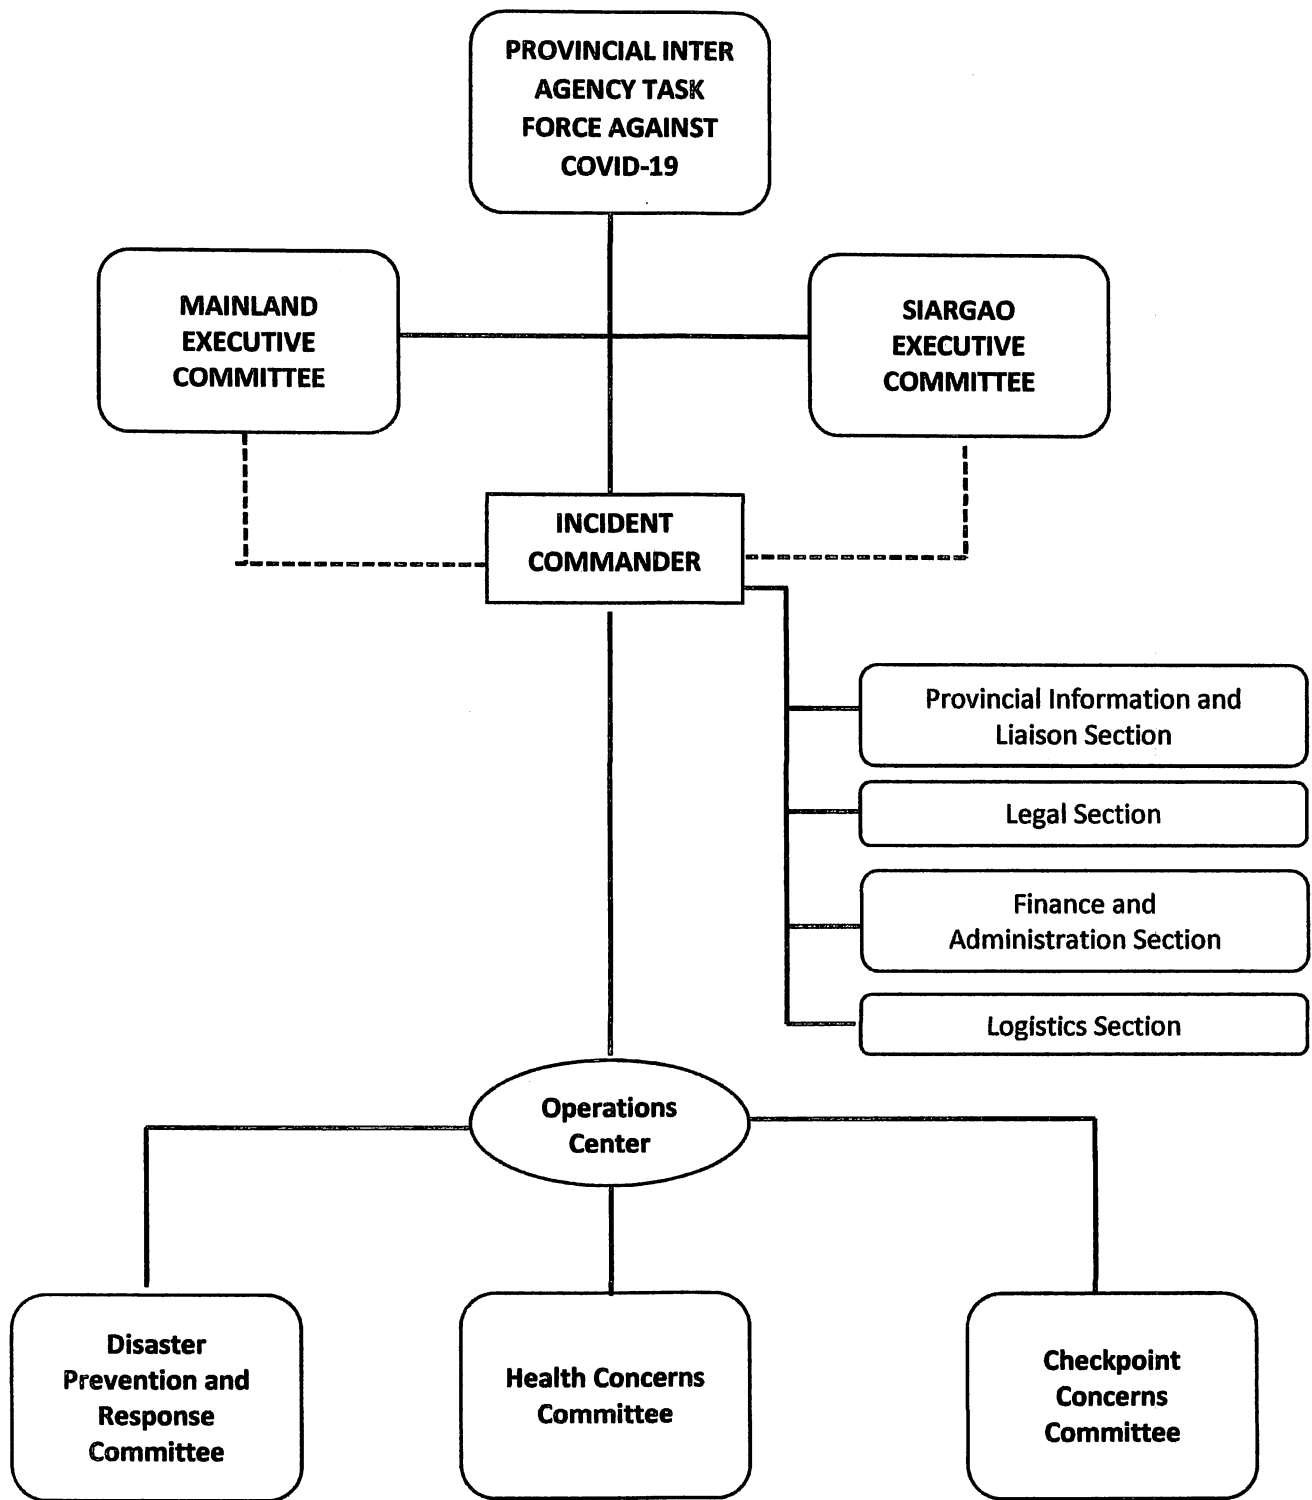 PROVINCIAL INTER
AGENCY TASK
FORCE AGAINST
COVID-19
MAINLAND
EXECUTIVE
COMMITTEE
SIARGAO
EXECUTIVE
COMMITTEE
INCIDENT
COMMANDER
Provincial Information and
Liaison Section
Legal Section
Finance and
Administration Section
Logistics Section
Operations
Center
Disaster
Prevention and
Response
Committee
Health Concerns
Committee
Checkpoint
Concerns
Committee